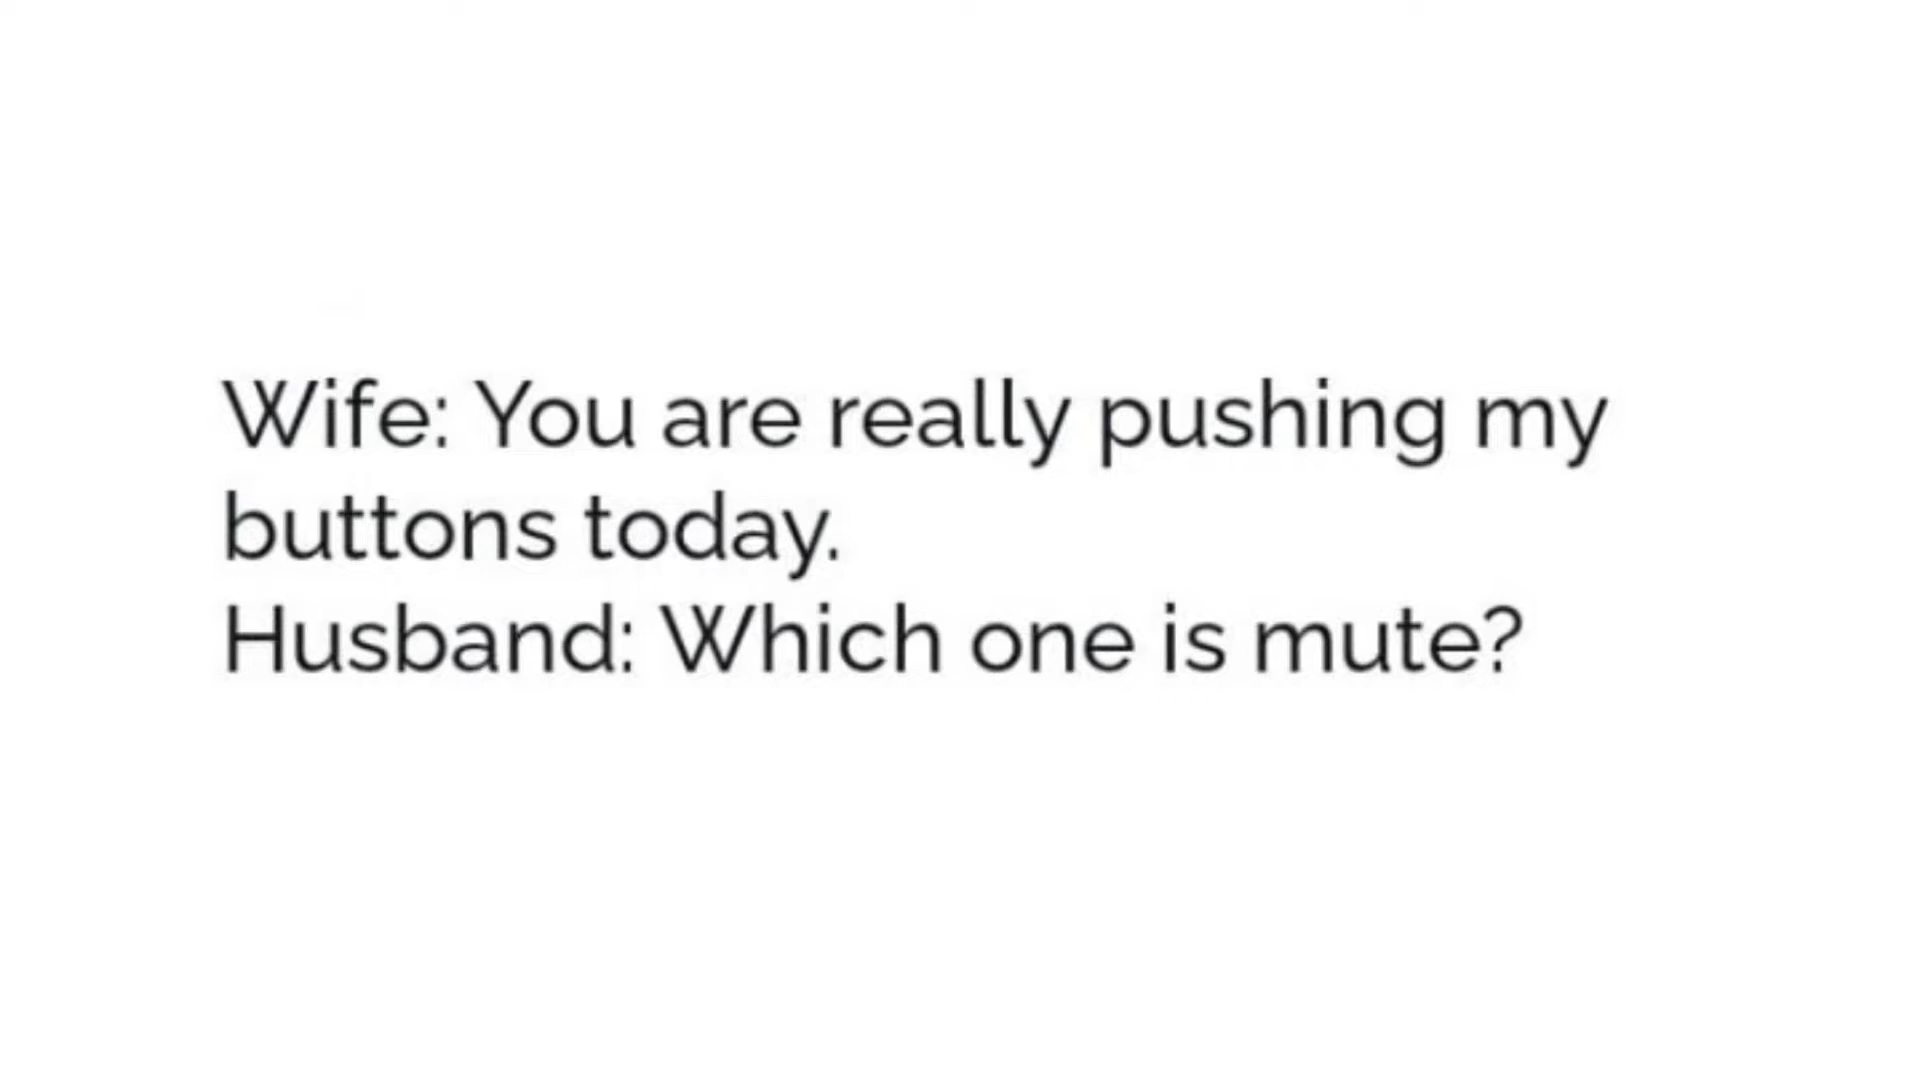 Wife: You are really pushing my
buttons today.
Husband: Which one is mute?